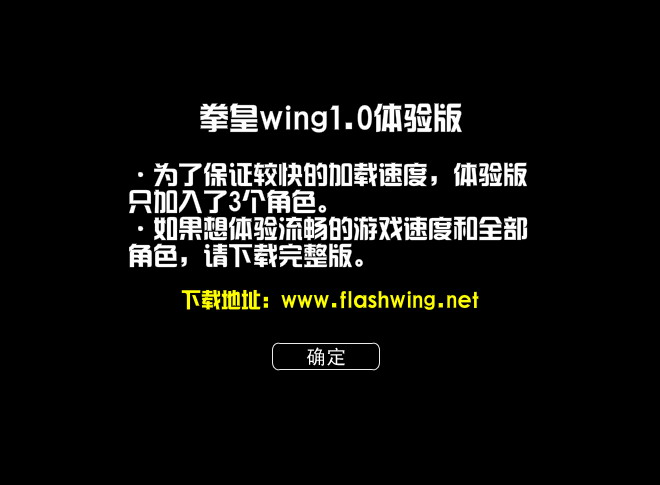 拳皇wing1.0体验版
·为了保证较快的加载速度，体验版
只加入了3个角色。
·如果想体验流畅的游戏速度和全部
角色，请下载完整版。
下载地址：www.flashwing.net
确定